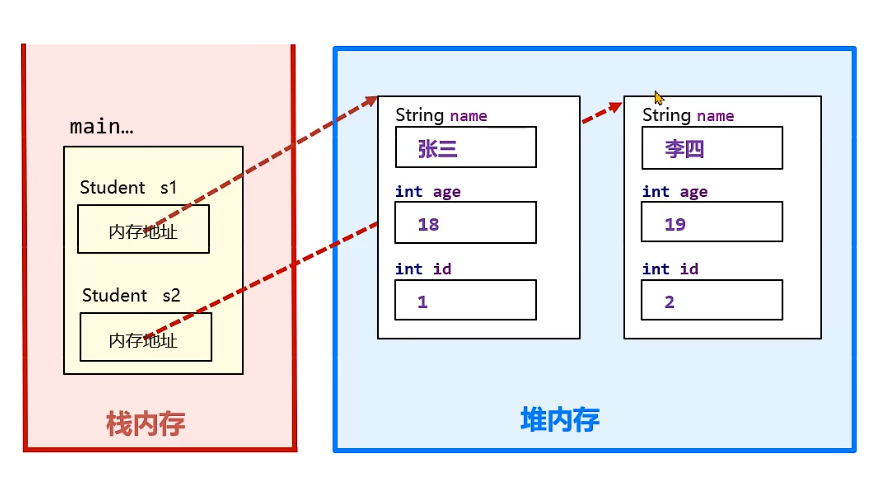 main…
Student s1
内存地址
Student s2
内存地址
栈内存
String name
张三
int age
18
int id
1
String name
李四
int age
19
int id
2
堆内存